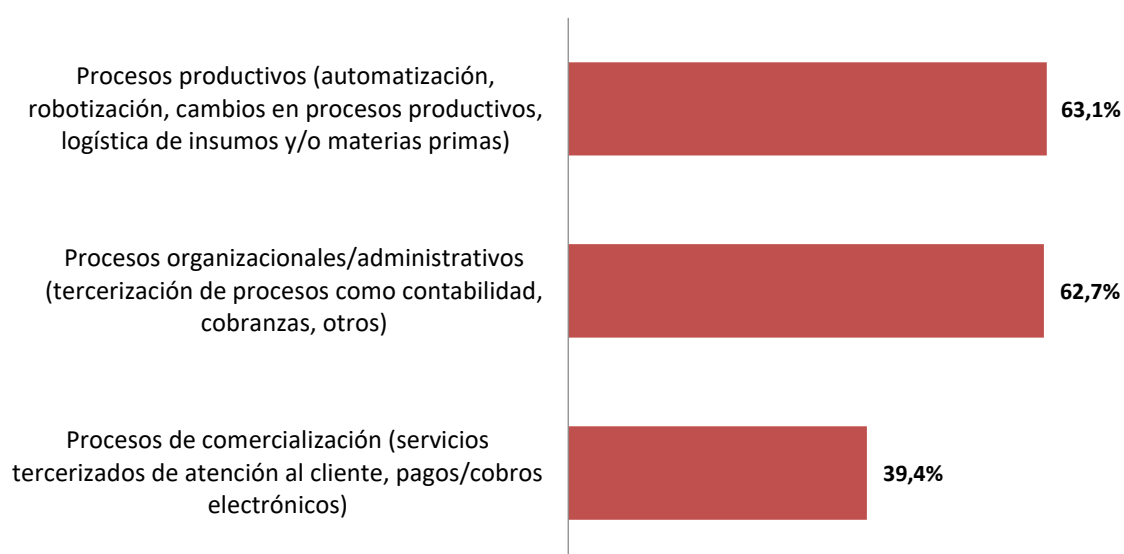 Procesos productivos (automatización,
robotización, cambios en procesos productivos,
logística de insumos y/o materias primas)
63,1%
Procesos organizacionales/administrativos
(tercerización de procesos como contabilidad,
cobranzas, otros)
62,7%
Procesos de comercialización (servicios
tercerizados de atención al cliente, pagos/cobros
electrónicos)
39,4%